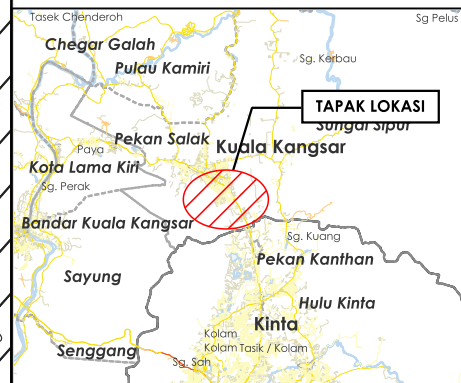 Tasek Chenderoh
Sg Pelus
Chegar Galah
Pulau Kamiri
Sg. Kerbau
TAPAK LOKASI
Sungai Siput
Pekan Salak
Kuala Kangsar
Paya
Kota Lama Kiri
Sg. Perak
Bandar Kuala Kangsar
Sg. Kuang
Pekan Kanthan
Sayung
Hulu Kinta
Kinta
Kolam
Kolam Tasik / Kolam
Senggang
Sg. Sah